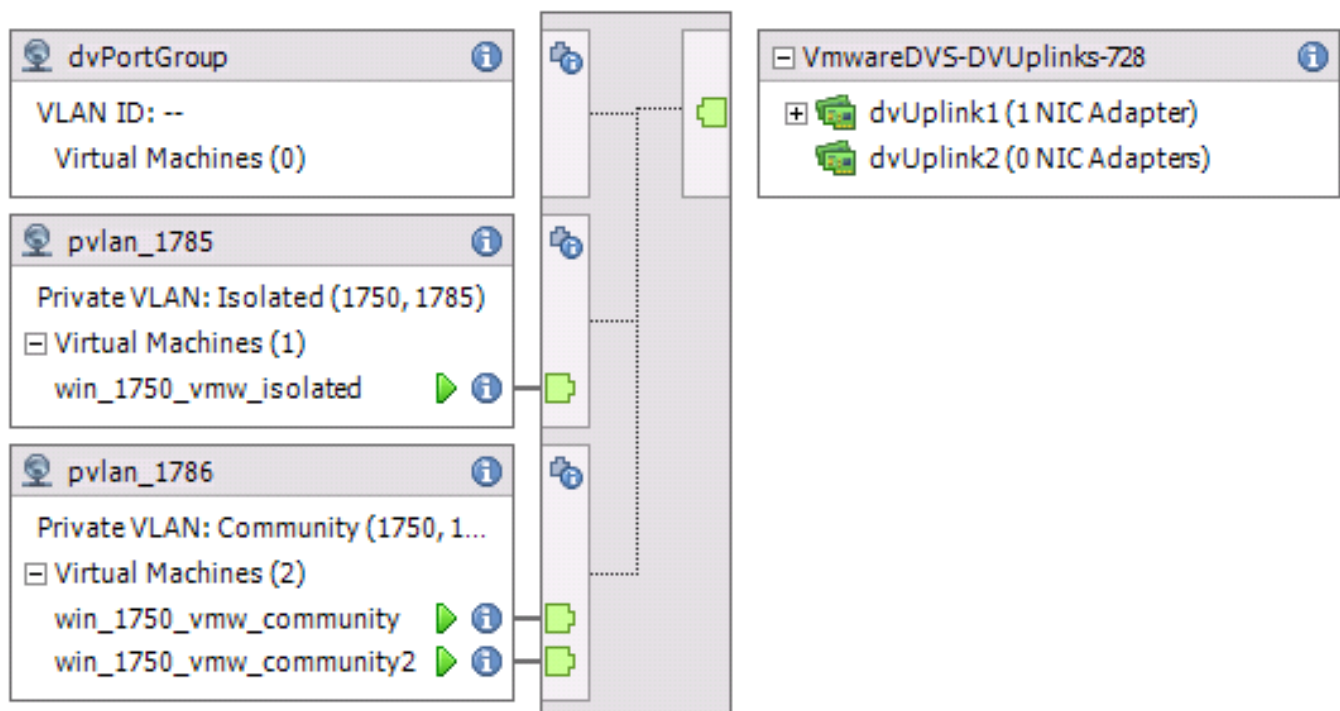 dvPortGroup
VLAN ID: --
Virtual Machines (0)
pvlan_1785
Private VLAN: Isolated (1750, 1785)
Virtual Machines (1)
win_1750_vmw_isolated
pvlan_1786
Private VLAN: Community (1750, 1...
Virtual Machines (2)
win_1750_vmw_community
win_1750_vmw_community2
VmwareDVS-DVUplinks-728
dvUplink1 (1 NIC Adapter)
dvUplink2 (0 NIC Adapters)